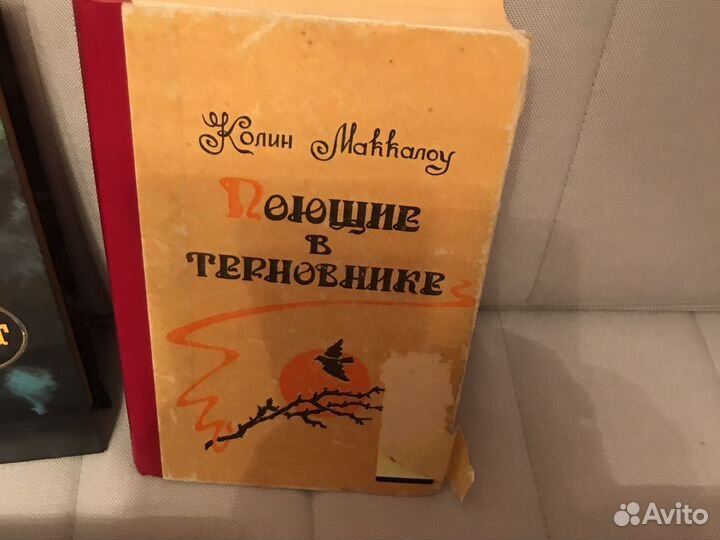 Колин Маккалоу
Поющие
в
терновнике
Avito